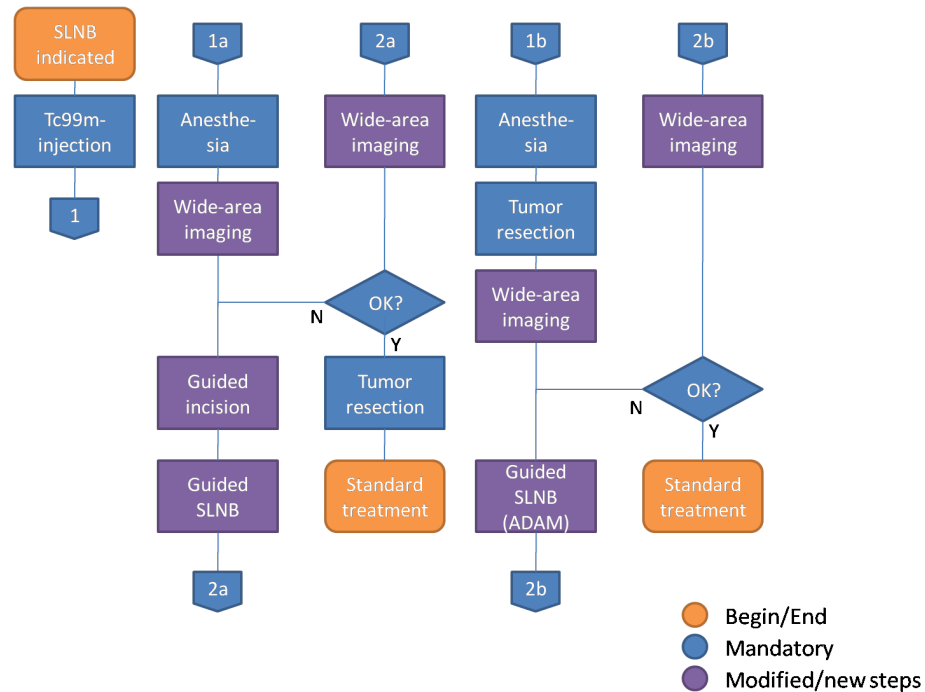 SLNB
indicated
Tc99m-
injection
1
1a
Anesthe-
sia
Wide-area
imaging
Guided
incision
Guided
SLNB
2a
2a
Wide-area
imaging
OK?
N
Y
Tumor
resection
Standard
treatment
1b
Anesthe-
sia
Tumor
resection
Wide-area
imaging
Guided
SLNB
(ADAM)
2b
2b
Wide-area
imaging
OK?
N
Y
Standard
treatment
Begin/End
Mandatory
Modified/new steps